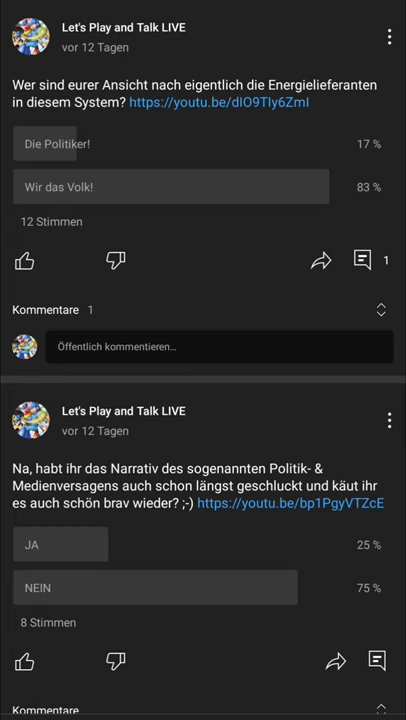 Let's Play and Talk LIVE
vor 12 Tagen
Wer sind eurer Ansicht nach eigentlich die Energielieferanten
in diesem System? https://youtu.be/dIO9TIy6ZmI
Die Politiker! 17 %
Wir das Volk! 83 %
12 Stimmen
1
Kommentare 1
Öffentlich kommentieren...
Let's Play and Talk LIVE
vor 12 Tagen
Na, habt ihr das Narrativ des sogenannten Politik- &
Medienversagens auch schon längst geschluckt und käut ihr
es auch schön brav wieder? ;-) https://youtu.be/bp1PgyVTZcE
JA 25 %
NEIN 75 %
8 Stimmen
Kommentare